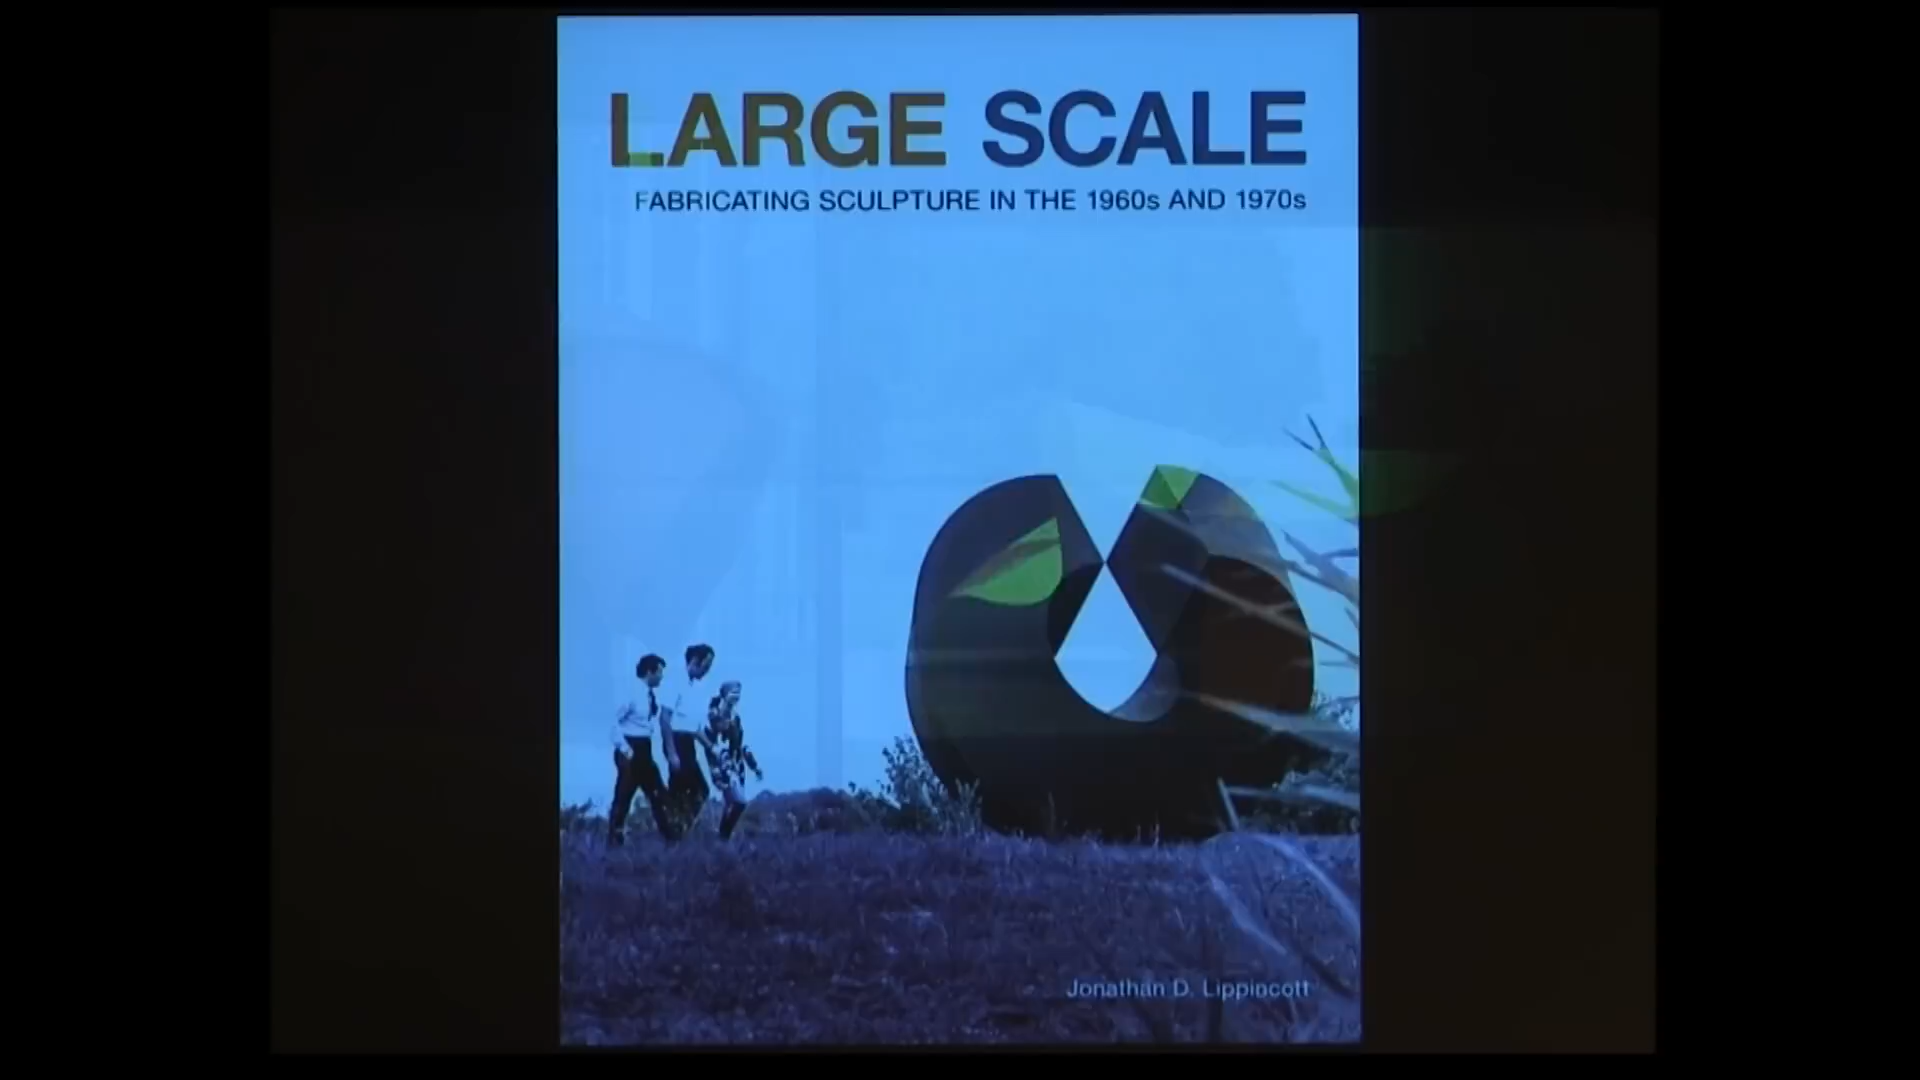 LARGE SCALE
FABRICATING SCULPTURE IN THE 1960s AND 1970s
Jonathan D. Lippincott